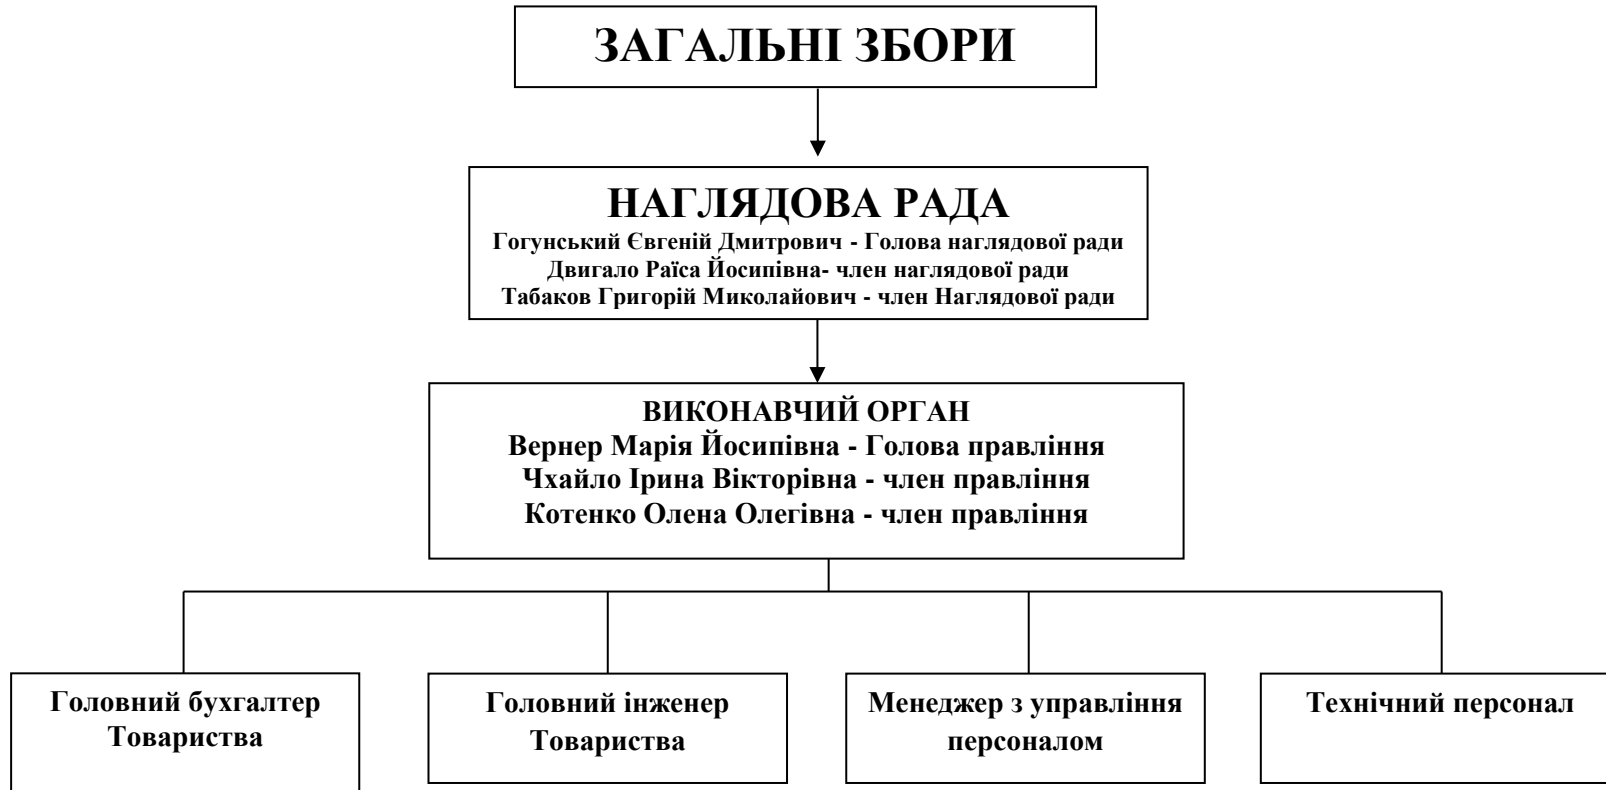 ЗАГАЛЬНІ ЗБОРИ
НАГЛЯДОВА РАДА
Гогунський Євгеній Дмитрович - Голова наглядової ради
Двигало Раїса Йосипівна- член наглядової ради
Табаков Григорій Миколайович - член Наглядової ради
ВИКОНАВЧИЙ ОРГАН
Вернер Марія Йосипівна - Голова правління
Чхайло Ірина Вікторівна - член правління
Котенко Олена Олегівна - член правління
Головний бухгалтер
Товариства
Головний інженер
Товариства
Менеджер з управління
персоналом
Технічний персонал